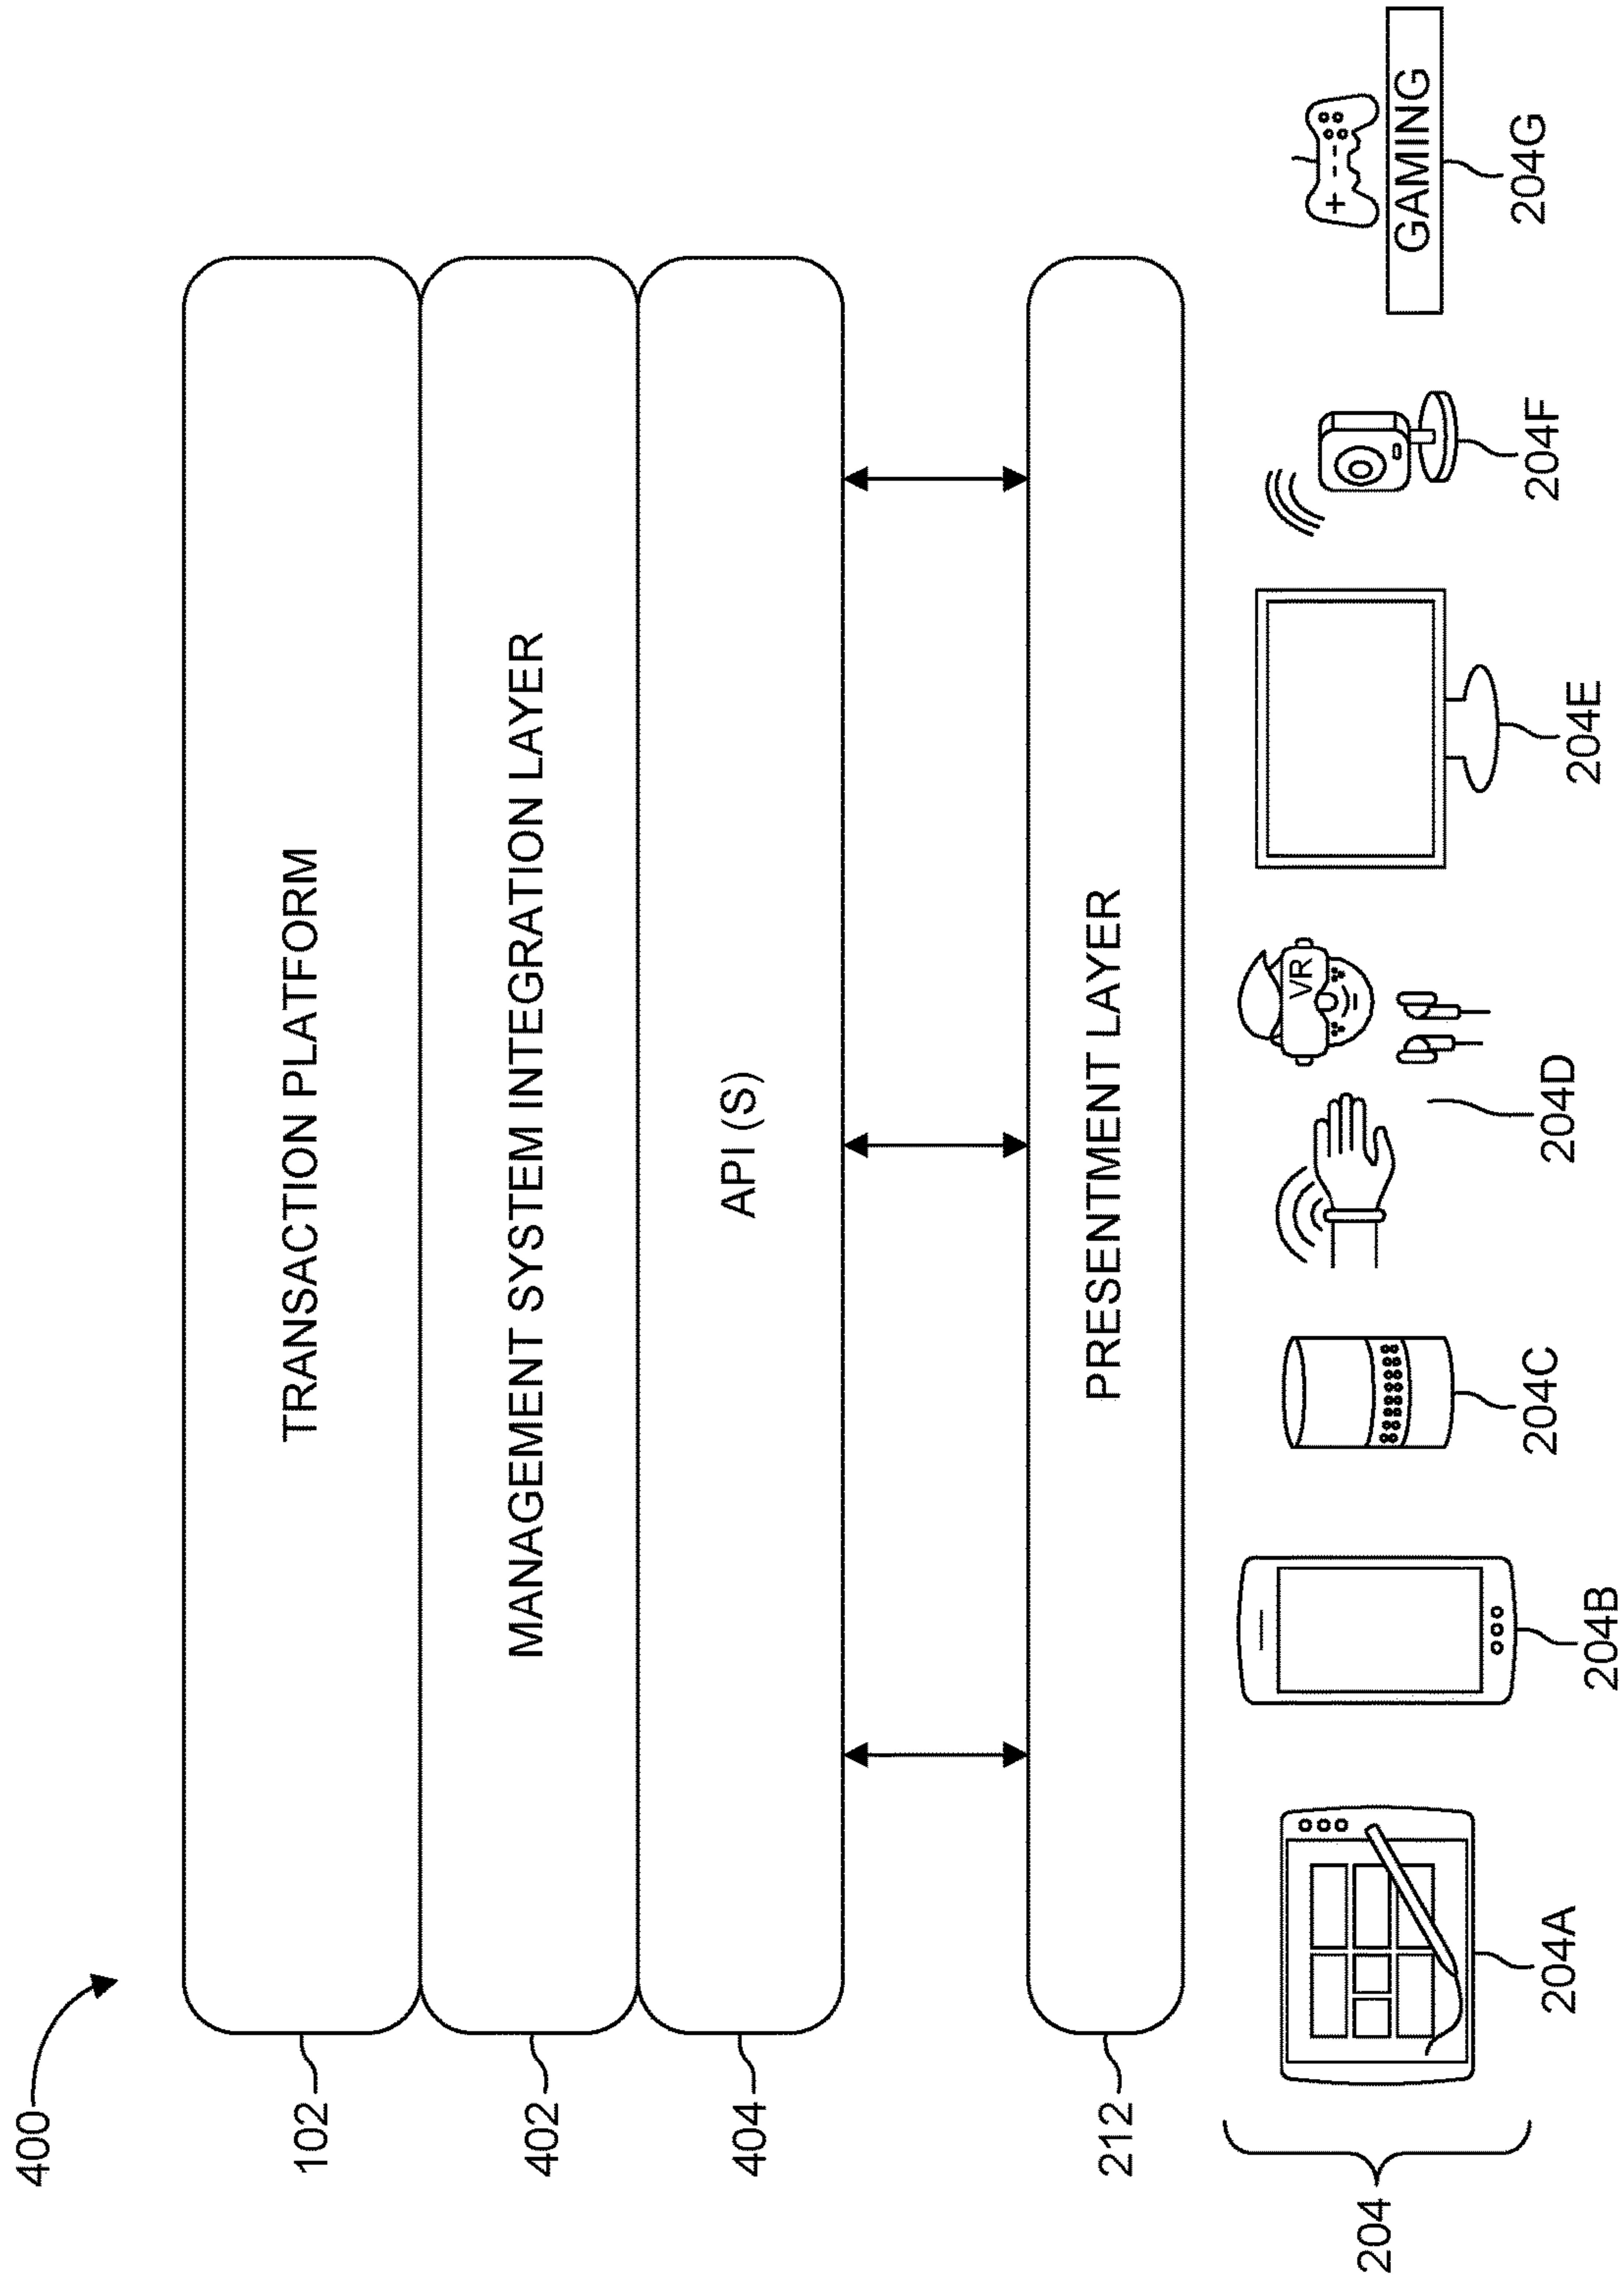 400
102
TRANSACTION PLATFORM
402
MANAGEMENT SYSTEM INTEGRATION LAYER
404
API (S)
212
PRESENTMENT LAYER
204
VR
GAMING
204A
204B
204C
204D
204E
204F
204G